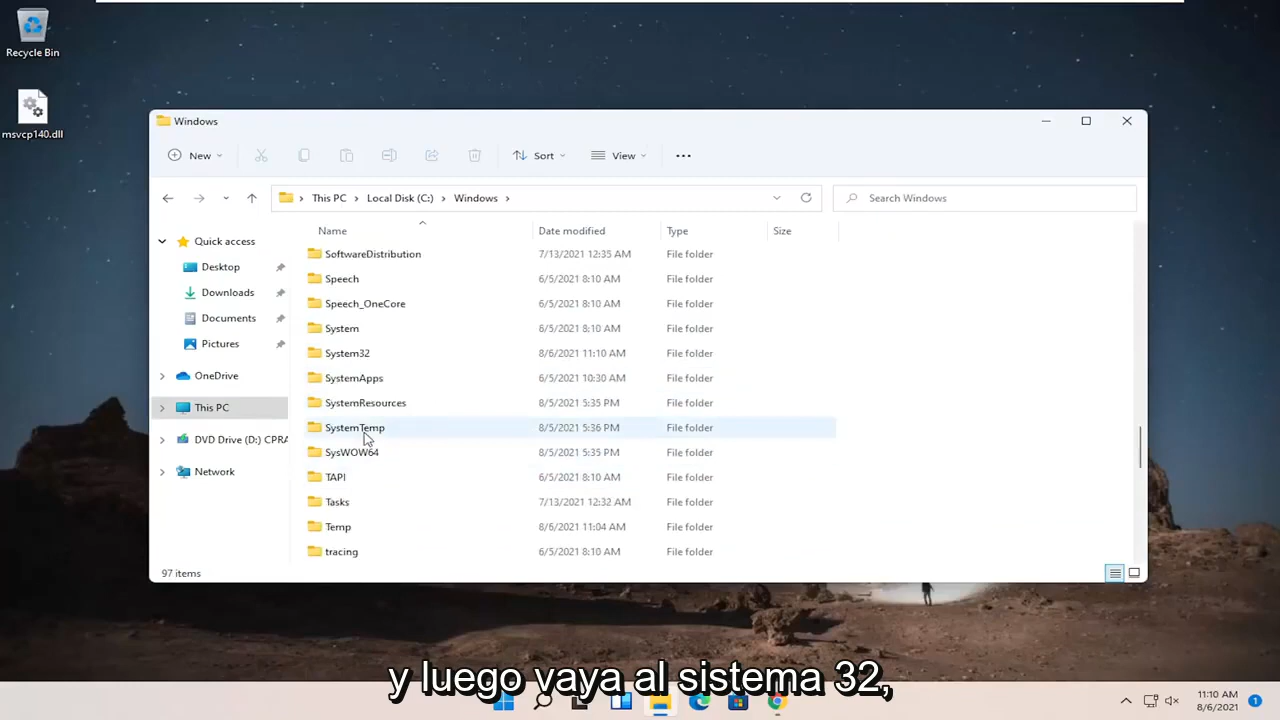 Recycle Bin
msvcp140.dll
Windows
New
Sort
View
This PC > Local Disk (C:) > Windows >
Search Windows
Name Date modified Type Size
Quick access
Desktop
Downloads
Documents
Pictures
OneDrive
This PC
DVD Drive (D:) CPRA
Network
SoftwareDistribution 7/13/2021 12:35 AM File folder
Speech 6/5/2021 8:10 AM File folder
Speech_OneCore 6/5/2021 8:10 AM File folder
System 6/5/2021 8:10 AM File folder
System32 8/6/2021 11:10 AM File folder
SystemApps 6/5/2021 10:30 AM File folder
SystemResources 8/5/2021 5:35 PM File folder
SystemTemp 8/5/2021 5:36 PM File folder
SysWOW64 8/5/2021 5:35 PM File folder
TAPI 6/5/2021 8:10 AM File folder
Tasks 7/13/2021 12:32 AM File folder
Temp 8/6/2021 11:04 AM File folder
tracing 6/5/2021 8:10 AM File folder
97 items
y luego vaya al sistema 32,
11:10 AM
8/6/2021
1